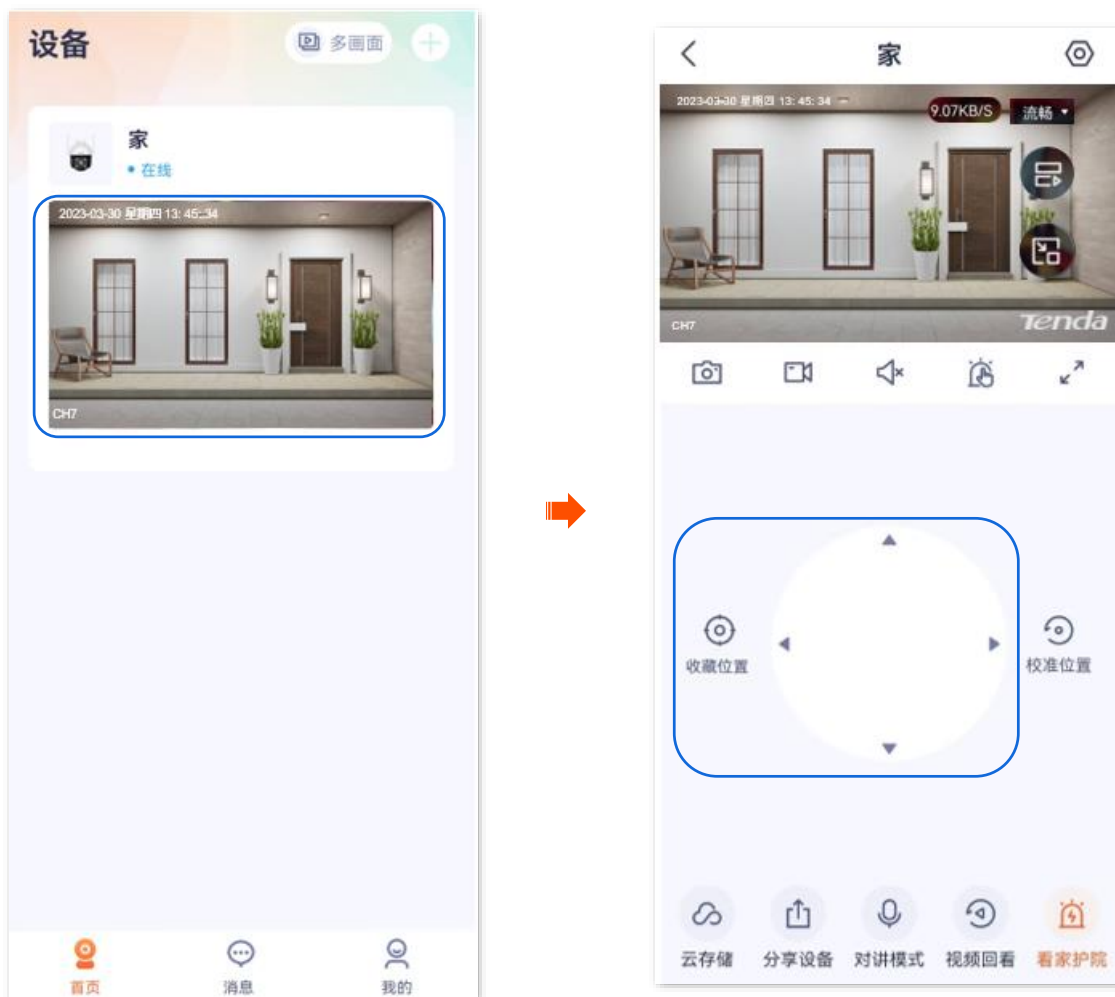 设备
多画面
家
在线
2023-03-30 星期四 13:45:34
CH7
首页
消息
我的
家
2023-03-30 星期四 13:45:34
9.07KB/S
流畅
CH7
Tenda
收藏位置
校准位置
云存储
分享设备
对讲模式
视频回看
看家护院